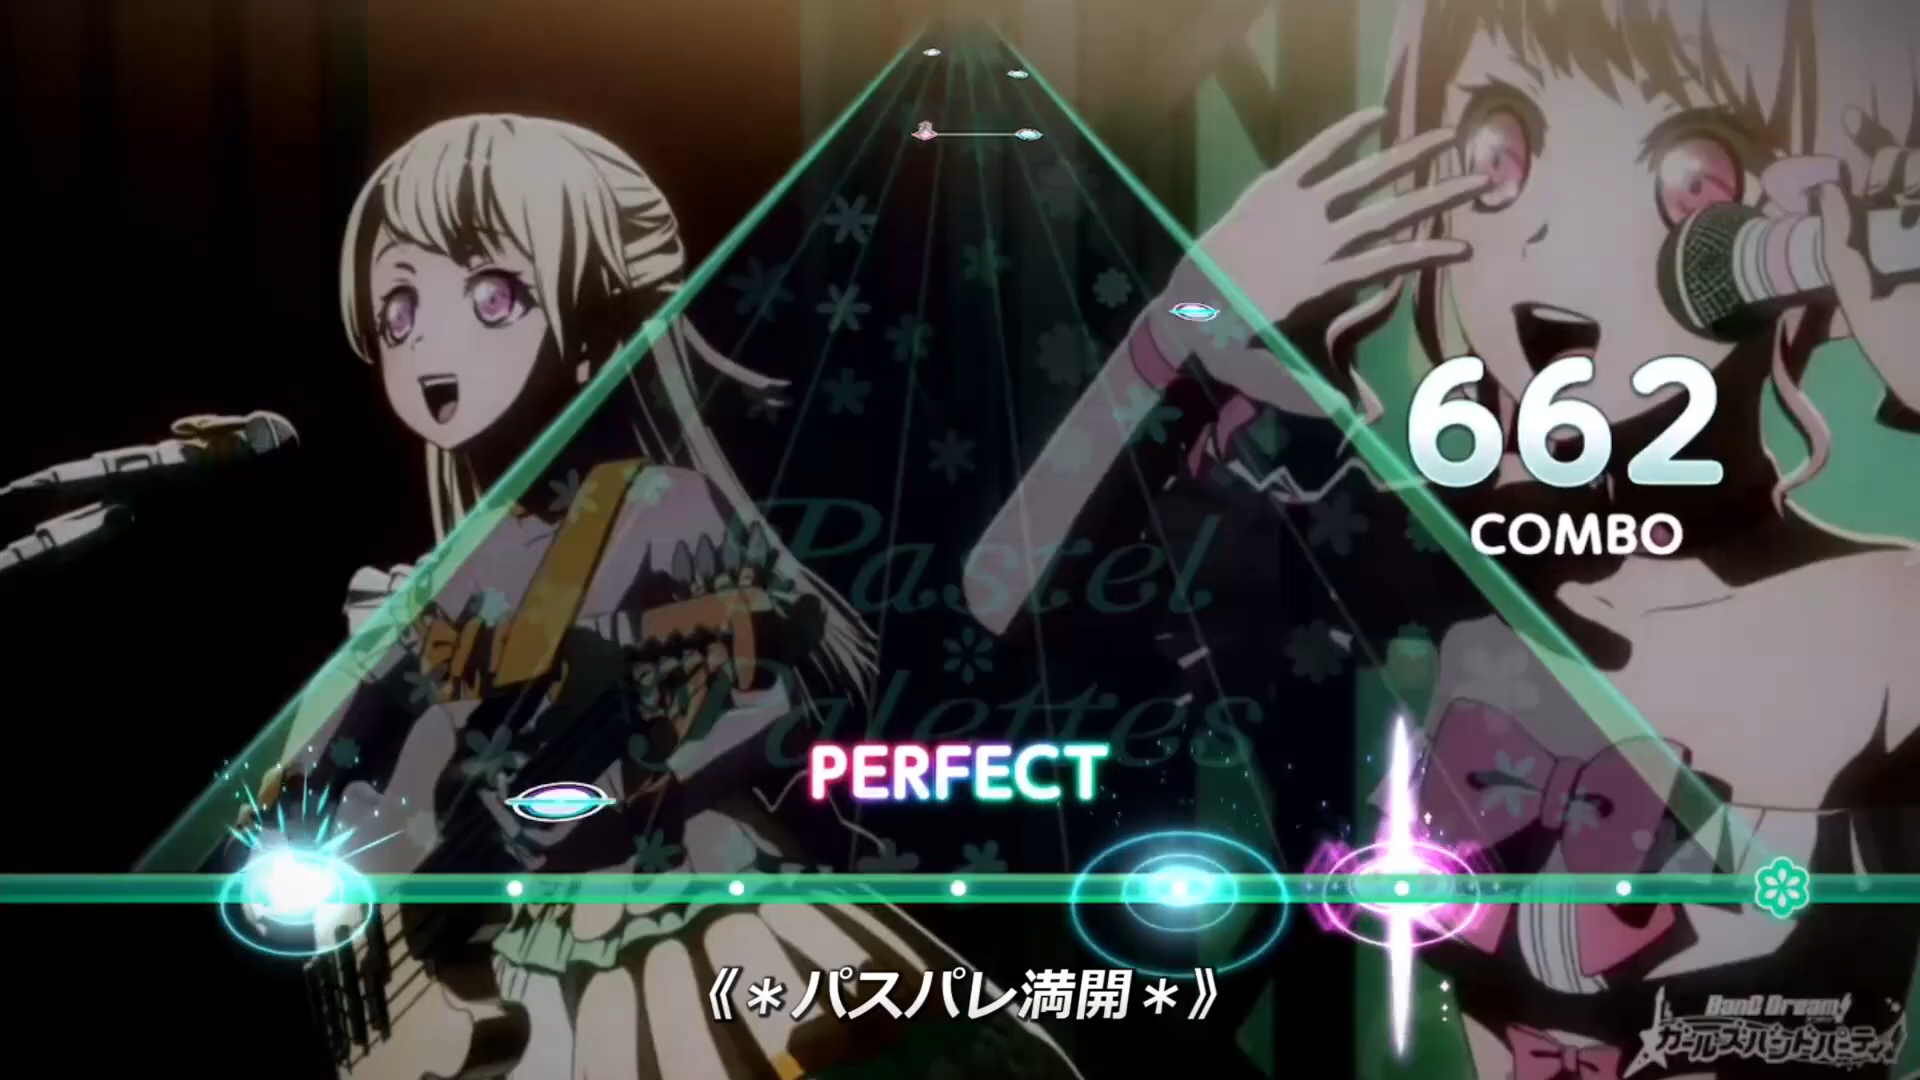 662
COMBO
Pastel
＊
Palettes
PERFECT
《＊パスパレ満開＊》
BanG Dream!
ガールズバンドパーティ!